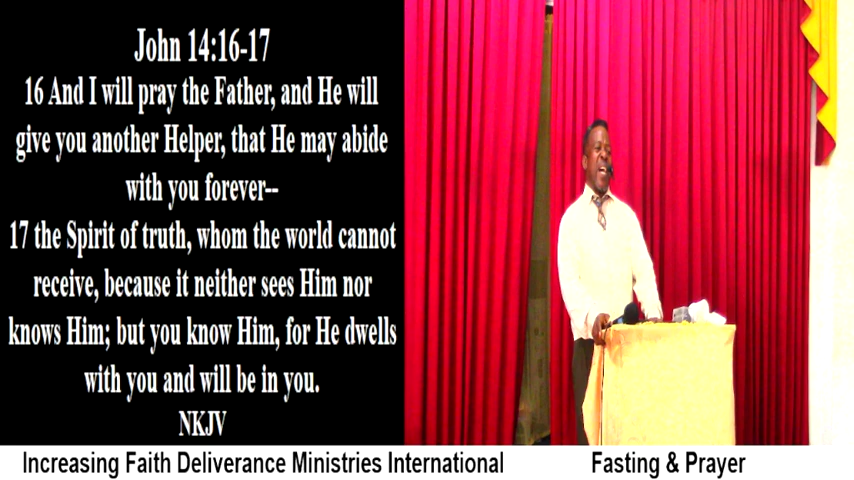 John 14:16-17
16 And I will pray the Father, and He will
give you another Helper, that He may abide
with you forever--
17 the Spirit of truth, whom the world cannot
receive, because it neither sees Him nor
knows Him; but you know Him, for He dwells
with you and will be in you.
NKJV
Increasing Faith Deliverance Ministries International
Fasting & Prayer